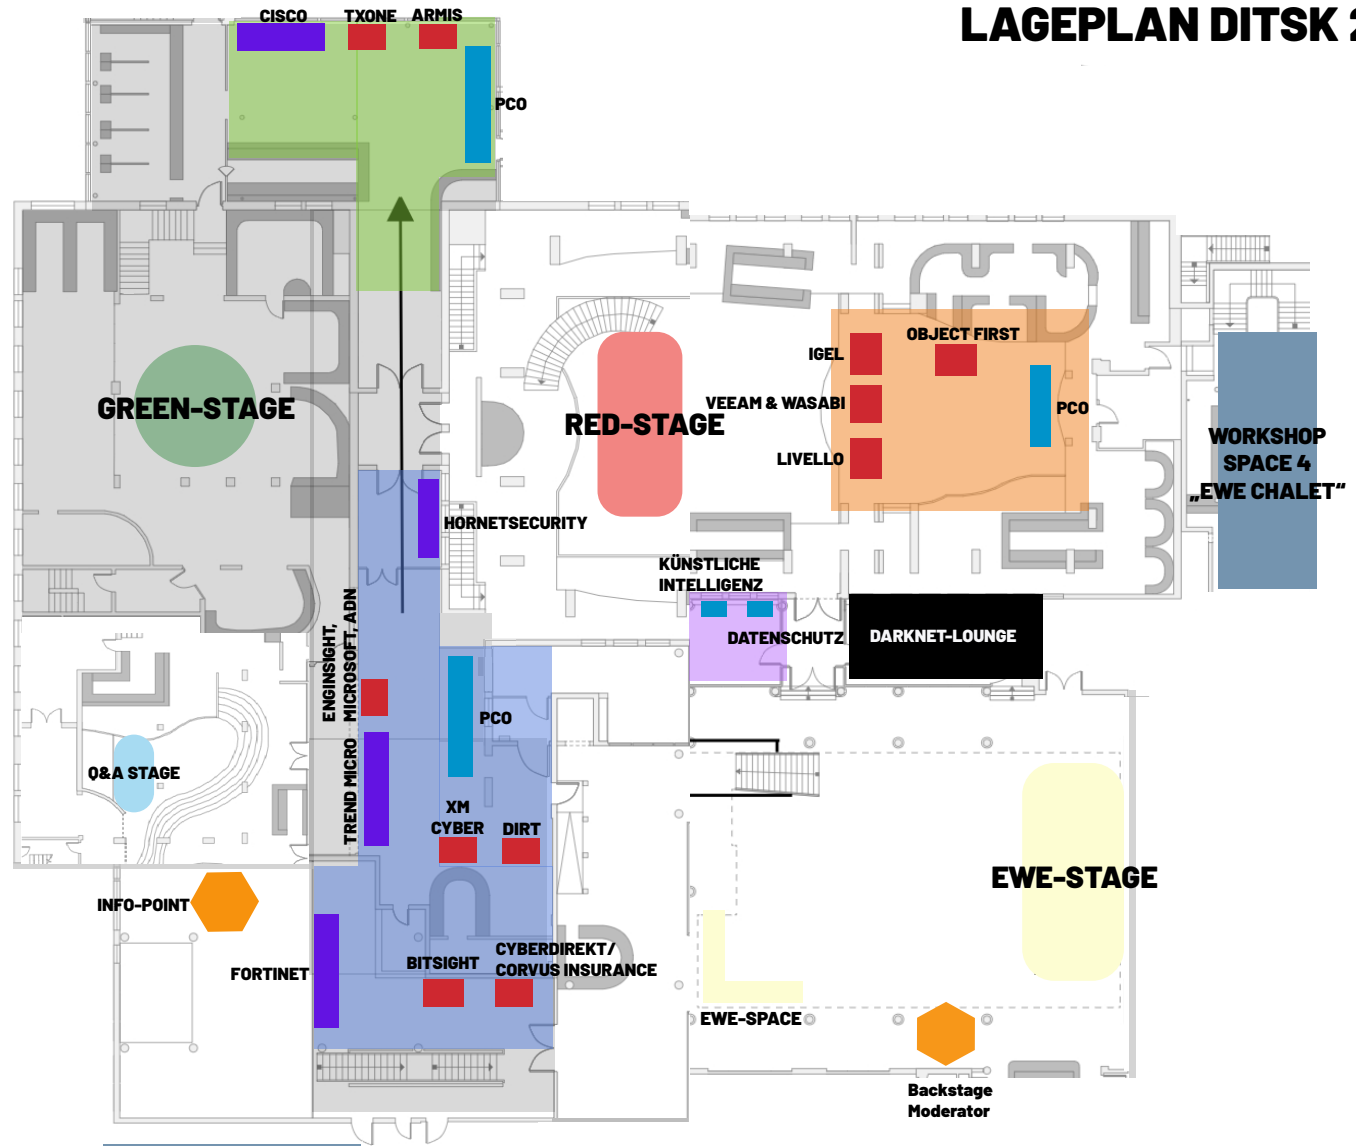 LAGEPLAN DITSK
CISCO
TXONE
ARMIS
PCO
GREEN-STAGE
RED-STAGE
IGEL
OBJECT FIRST
VEEAM & WASABI
PCO
LIVELLO
WORKSHOP
SPACE 4
„EWE CHALET“
HORNETSECURITY
KÜNSTLICHE
INTELLIGENZ
DATENSCHUTZ
DARKNET-LOUNGE
ENGINSIGHT,
MICROSOFT, ADN
PCO
Q&A STAGE
TREND MICRO
XM
CYBER
DIRT
EWE-STAGE
INFO-POINT
FORTINET
BITSIGHT
CYBERDIREKT/
CORVUS INSURANCE
EWE-SPACE
Backstage
Moderator